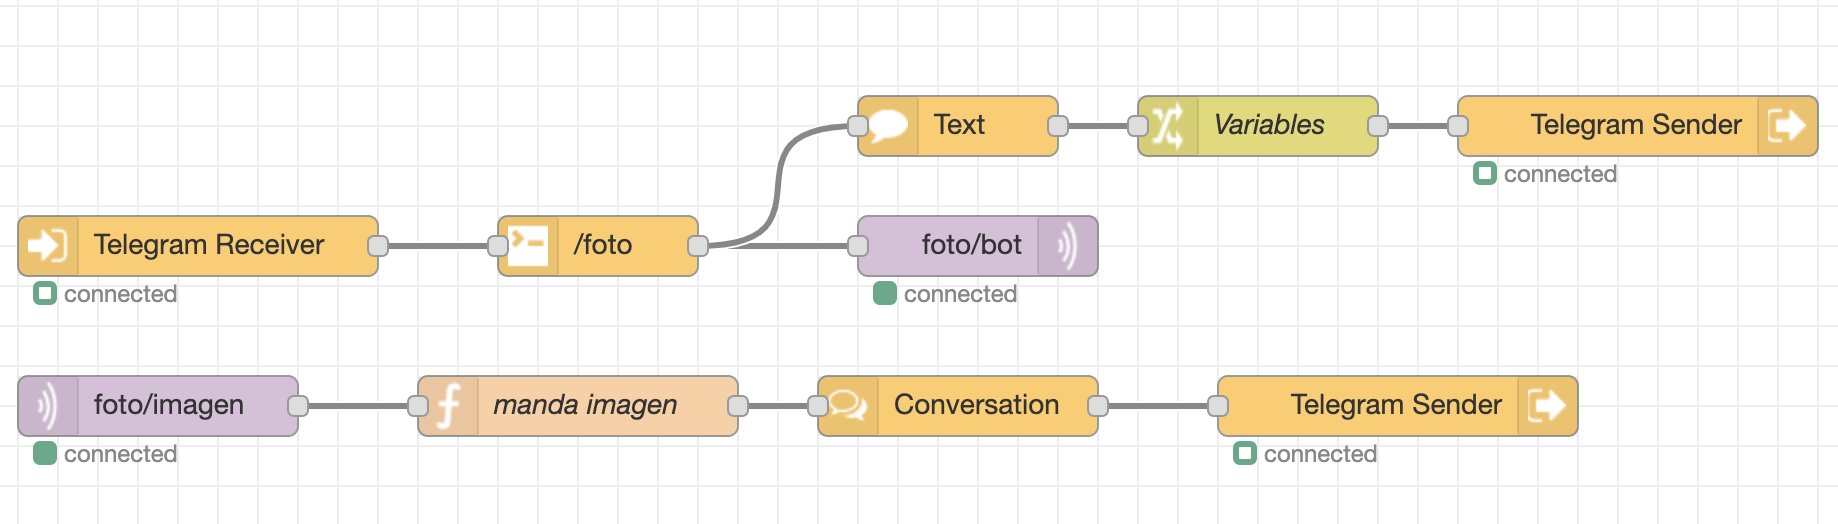 Text
Variables
Telegram Sender
connected
Telegram Receiver
/foto
foto/bot
connected
connected
foto/imagen
manda imagen
Conversation
Telegram Sender
connected
connected